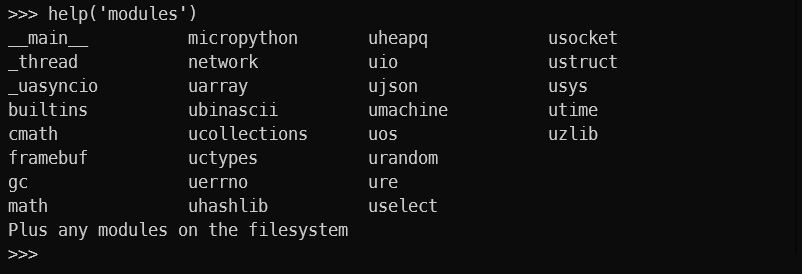 >>> help('modules')
__main__          micropython       uheapq            usocket
_thread           network           uio               ustruct
_uasyncio         uarray            ujson             usys
builtins          ubinascii         umachine          utime
cmath             ucollections      uos               uzlib
framebuf          uctypes           urandom
gc                uerrno            ure
math              uhashlib          uselect
Plus any modules on the filesystem
>>>